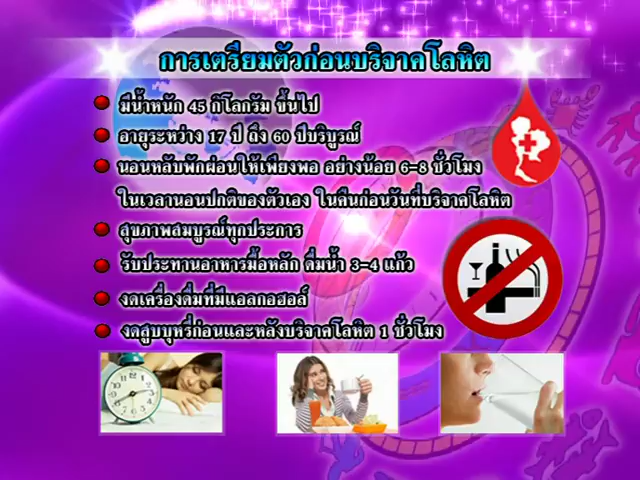 การเตรียมตัวก่อนบริจาคโลหิต
มีน้ำหนัก 45 กิโลกรัม ขึ้นไป
อายุระหว่าง 17 ปี ถึง 60 ปีบริบูรณ์
นอนหลับพักผ่อนให้เพียงพอ อย่างน้อย 6-8 ชั่วโมง
ในเวลานอนปกติของตัวเอง ในคืนก่อนวันที่บริจาคโลหิต
สุขภาพสมบูรณ์ทุกประการ
รับประทานอาหารมื้อหลัก ดื่มน้ำ 3-4 แก้ว
งดเครื่องดื่มที่มีแอลกอฮอล์
งดสูบบุหรี่ก่อนและหลังบริจาคโลหิต 1 ชั่วโมง